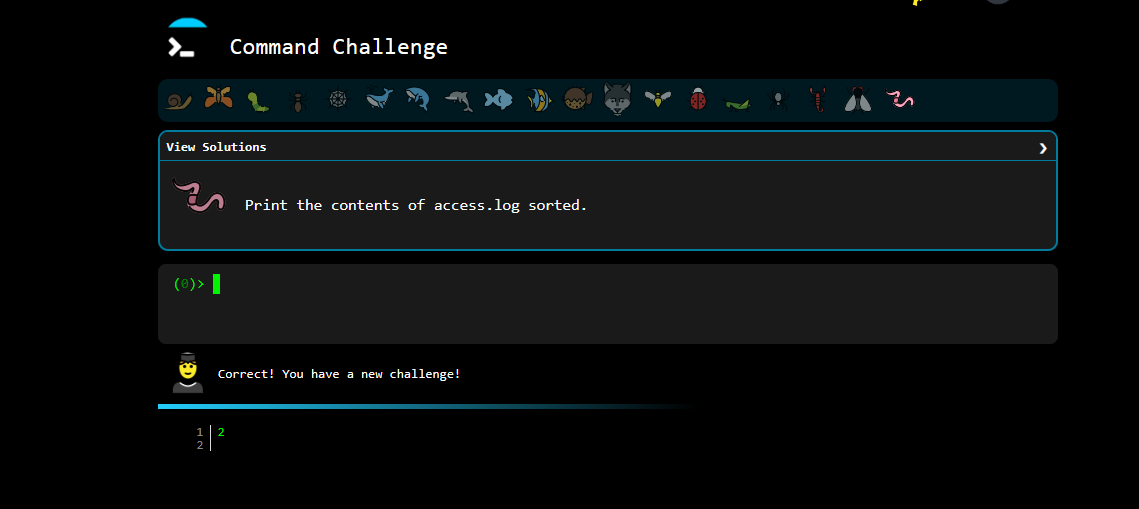 Command Challenge
View Solutions
Print the contents of access.log sorted.
(0)>
Correct! You have a new challenge!
1 2
2